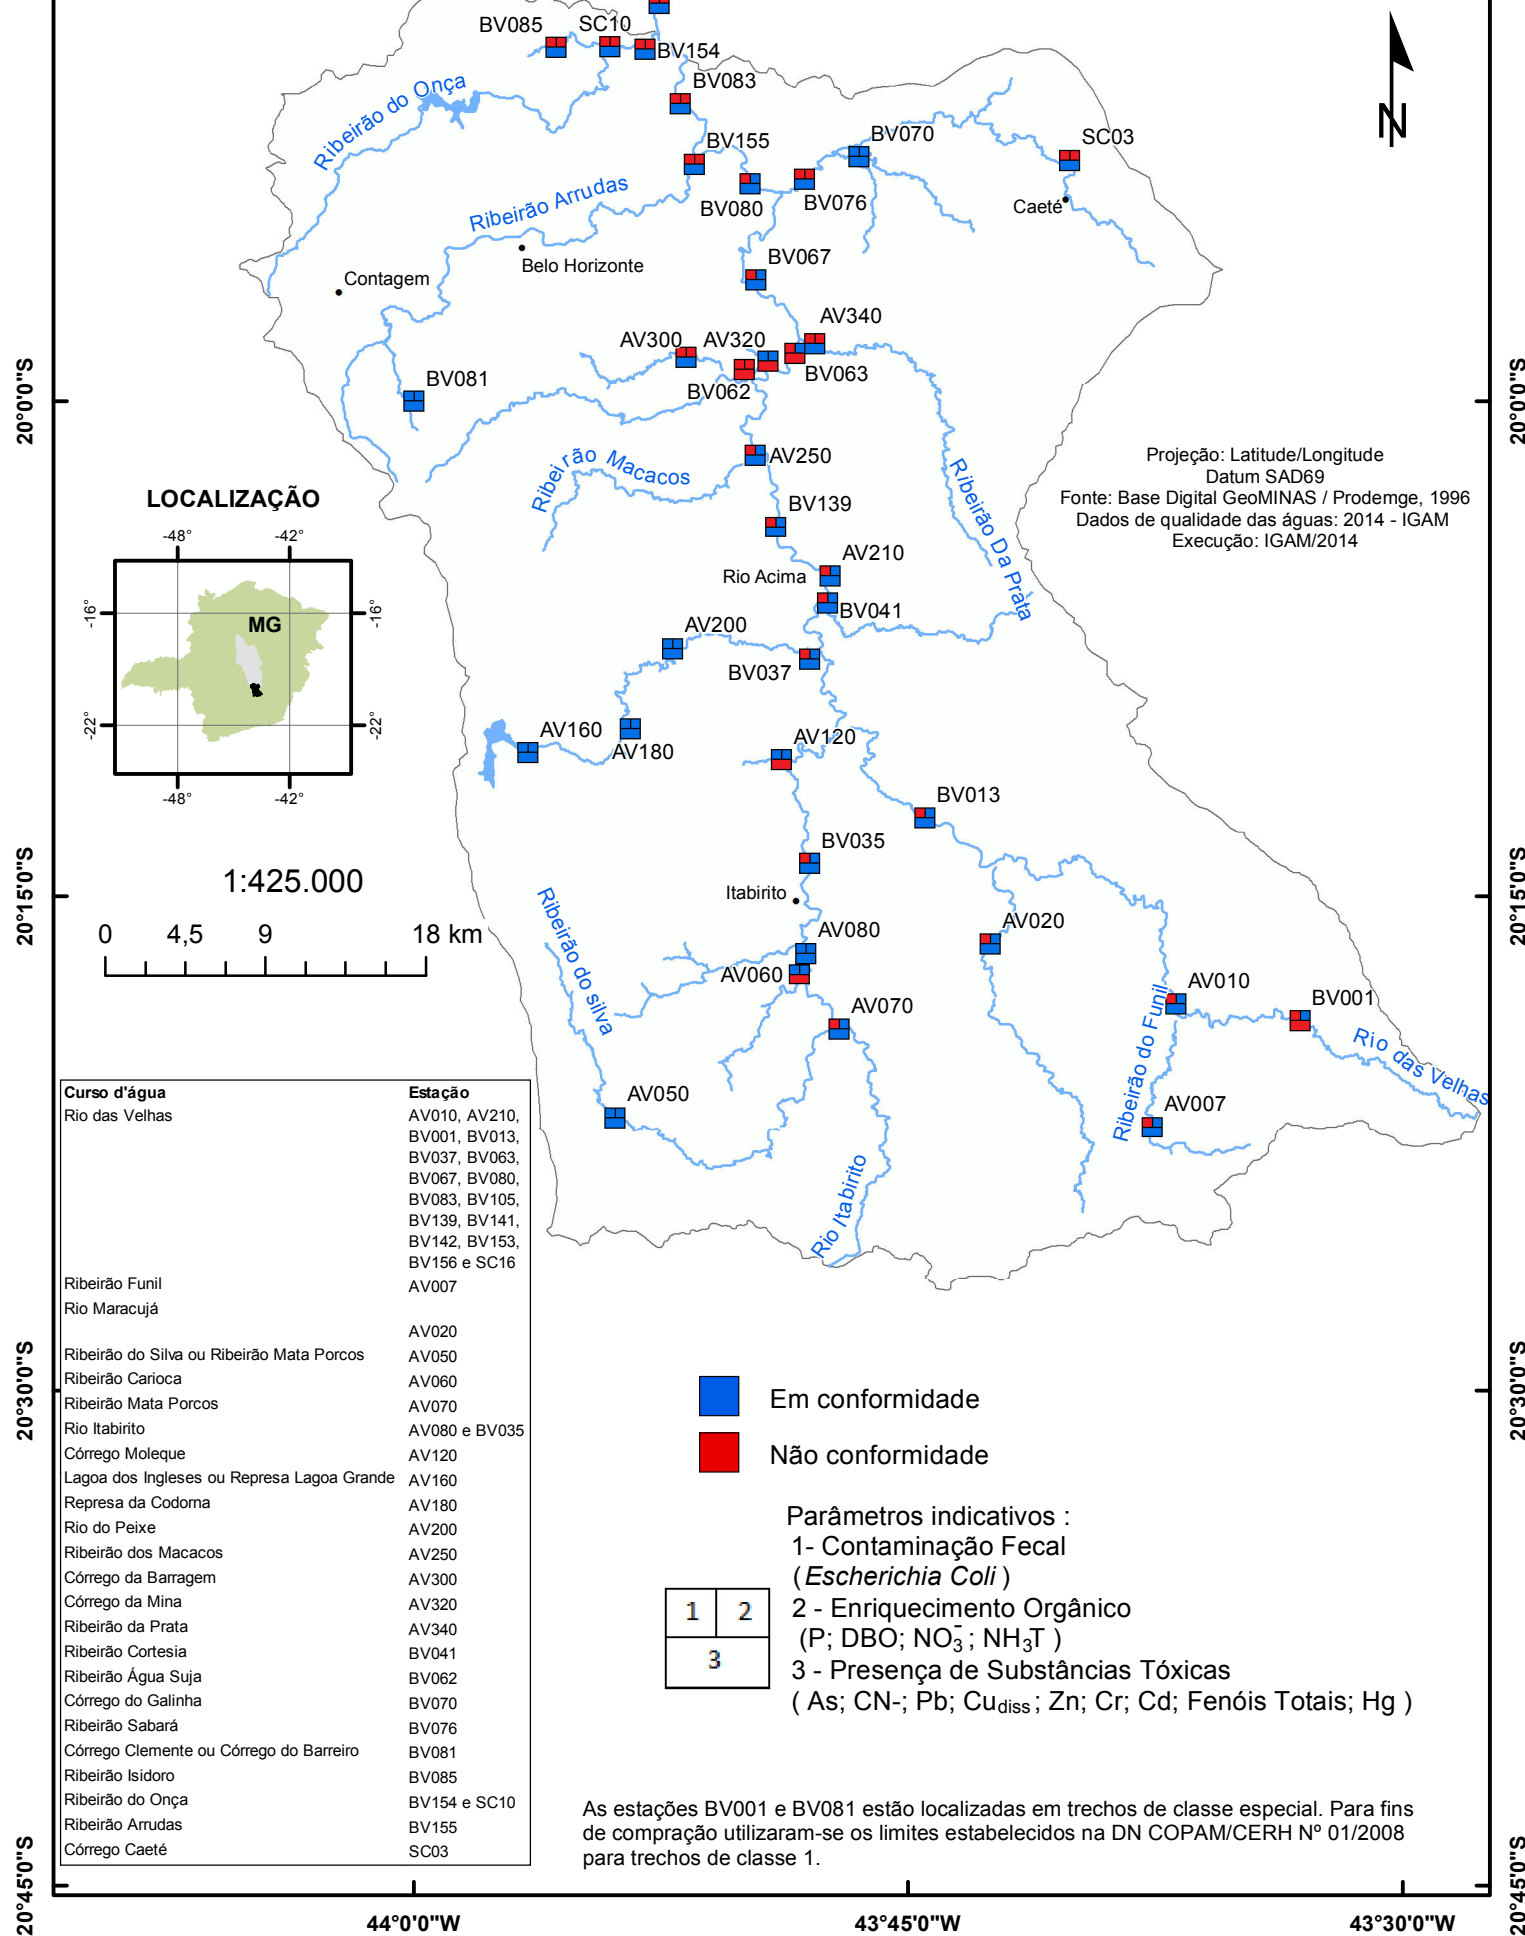 BV085
SC10
BV154
Ribeirão do Onça
BV083
N
BV155
BV070
SC03
Ribeirão Arrudas
BV080
BV076
Caeté
Belo Horizonte
Contagem
BV067
AV340
AV300
AV320
BV063
BV081
BV062
20°0'0"S
20°0'0"S
AV250
Ribeirão Macacos
Ribeirão Da Prata
Projeção: Latitude/Longitude
Datum SAD69
Fonte: Base Digital GeoMINAS / Prodemge, 1996
Dados de qualidade das águas: 2014 - IGAM
Execução: IGAM/2014
BV139
AV210
Rio Acima
BV041
LOCALIZAÇÃO
-48°
-42°
-16°
-16°
MG
-22°
-22°
-48°
-42°
AV200
BV037
AV160
AV180
AV120
BV013
BV035
1:425.000
0 4,5 9 18 km
Itabirito
20°15'0"S
20°15'0"S
Ribeirão do silva
AV080
AV020
AV060
AV070
AV010
BV001
Ribeirão do Funil
Rio das Velhas
AV050
AV007
Rio Itabirito
Curso d'água Estação
Rio das Velhas AV010, AV210,
BV001, BV013,
BV037, BV063,
BV067, BV080,
BV083, BV105,
BV139, BV141,
BV142, BV153,
BV156 e SC16
Ribeirão Funil AV007
Rio Maracujá
AV020
Ribeirão do Silva ou Ribeirão Mata Porcos AV050
Ribeirão Carioca AV060
Ribeirão Mata Porcos AV070
Rio Itabirito AV080 e BV035
Córrego Moleque AV120
Lagoa dos Ingleses ou Represa Lagoa Grande AV160
Represa da Codorna AV180
Rio do Peixe AV200
Ribeirão dos Macacos AV250
Córrego da Barragem AV300
Córrego da Mina AV320
Ribeirão da Prata AV340
Ribeirão Cortesia BV041
Ribeirão Água Suja BV062
Córrego do Galinha BV070
Ribeirão Sabará BV076
Córrego Clemente ou Córrego do Barreiro BV081
Ribeirão Isidoro BV085
Ribeirão do Onça BV154 e SC10
Ribeirão Arrudas BV155
Córrego Caeté SC03
20°30'0"S
20°30'0"S
Em conformidade
Não conformidade
Parâmetros indicativos :
1- Contaminação Fecal
(Escherichia Coli )
2 - Enriquecimento Orgânico
(P; DBO; NO₃⁻; NH₃T )
3 - Presença de Substâncias Tóxicas
( As; CN-; Pb; Cudiss; Zn; Cr; Cd; Fenóis Totais; Hg )
1 2
3
As estações BV001 e BV081 estão localizadas em trechos de classe especial. Para fins
de compração utilizaram-se os limites estabelecidos na DN COPAM/CERH Nº 01/2008
para trechos de classe 1.
20°45'0"S
20°45'0"S
44°0'0"W
43°45'0"W
43°30'0"W